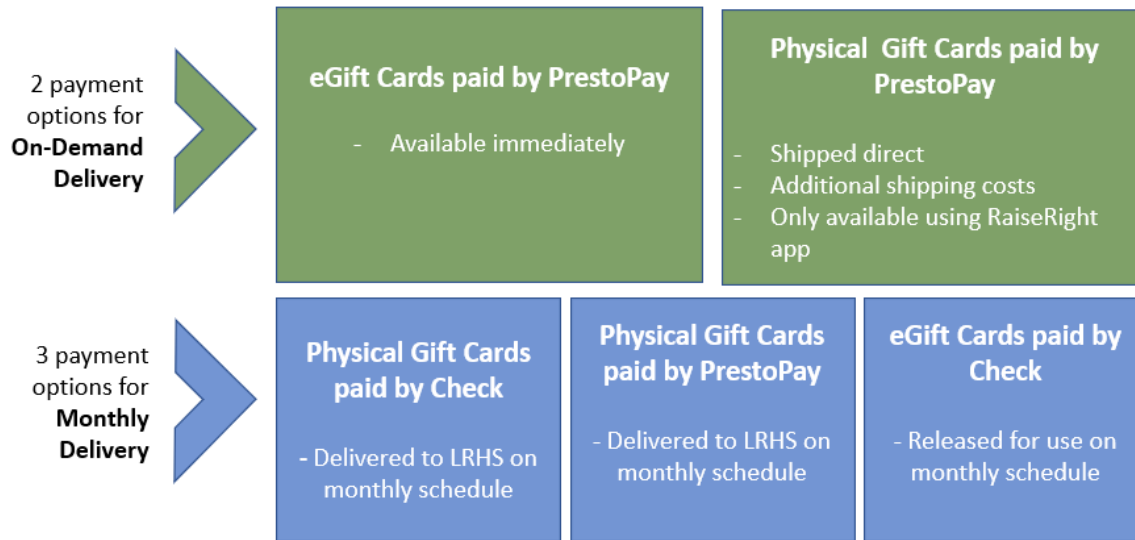 2 payment
options for
On-Demand
Delivery
eGift Cards paid by PrestoPay
- Available immediately
Physical Gift Cards paid by
PrestoPay
- Shipped direct
- Additional shipping costs
- Only available using RaiseRight
app
3 payment
options for
Monthly
Delivery
Physical Gift Cards
paid by Check
- Delivered to LRHS on
monthly schedule
Physical Gift Cards
paid by PrestoPay
- Delivered to LRHS on
monthly schedule
eGift Cards paid by
Check
- Released for use on
monthly schedule